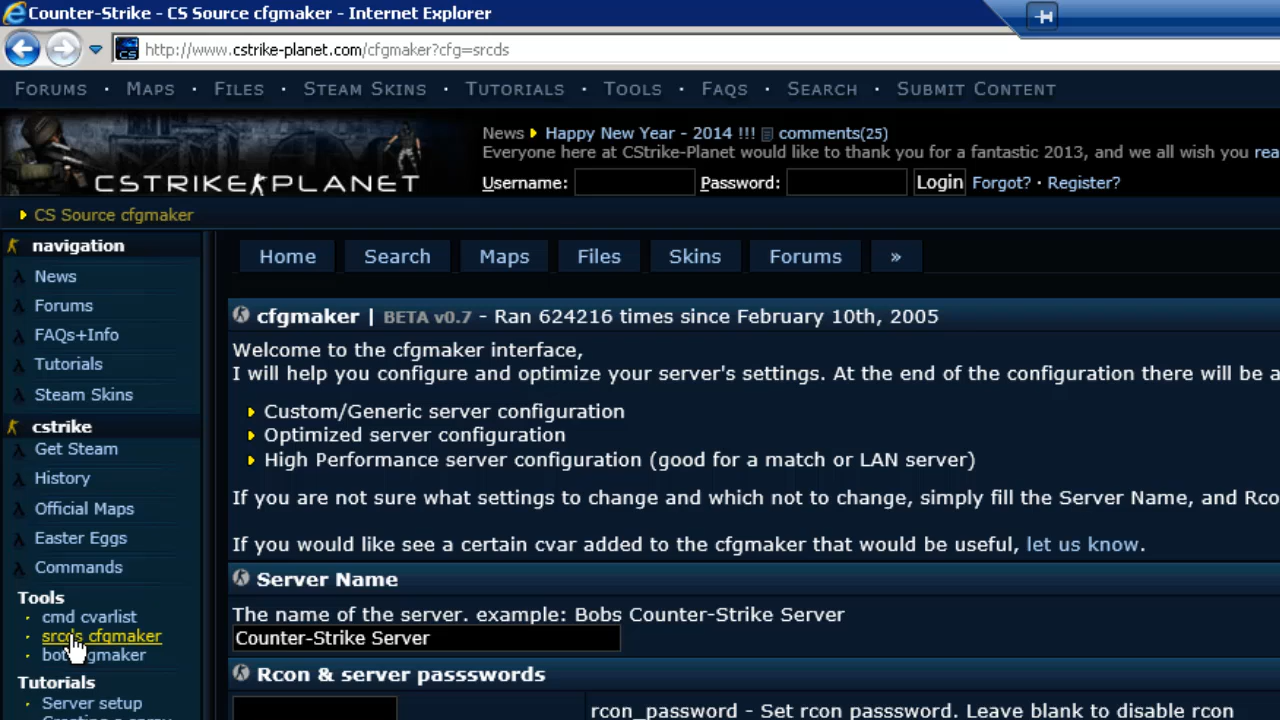 Counter-Strike - CS Source cfgmaker - Internet Explorer
http://www.cstrike-planet.com/cfgmaker?cfg=srcds
FORUMS · MAPS · FILES · STEAM SKINS · TUTORIALS · TOOLS · FAQS · SEARCH · SUBMIT CONTENT
News Happy New Year - 2014 !!! comments(25)
Everyone here at CStrike-Planet would like to thank you for a fantastic 2013, and we all wish you rea
CSTRIKE PLANET
Username: Password: Login Forgot? · Register?
CS Source cfgmaker
navigation
News
Forums
FAQs+Info
Tutorials
Steam Skins
cstrike
Get Steam
History
Official Maps
Easter Eggs
Commands
Tools
cmd cvarlist
srcds cfgmaker
Tutorials
Server setup
Home Search Maps Files Skins Forums »
cfgmaker | BETA v0.7 - Ran 624216 times since February 10th, 2005
Welcome to the cfgmaker interface,
I will help you configure and optimize your server's settings. At the end of the configuration there will be a
Custom/Generic server configuration
Optimized server configuration
High Performance server configuration (good for a match or LAN server)
If you are not sure what settings to change and which not to change, simply fill the Server Name, and Rco
If you would like see a certain cvar added to the cfgmaker that would be useful, let us know.
Server Name
The name of the server. example: Bobs Counter-Strike Server
Counter-Strike Server
Rcon & server passswords
rcon_password - Set rcon passsword. Leave blank to disable rcon